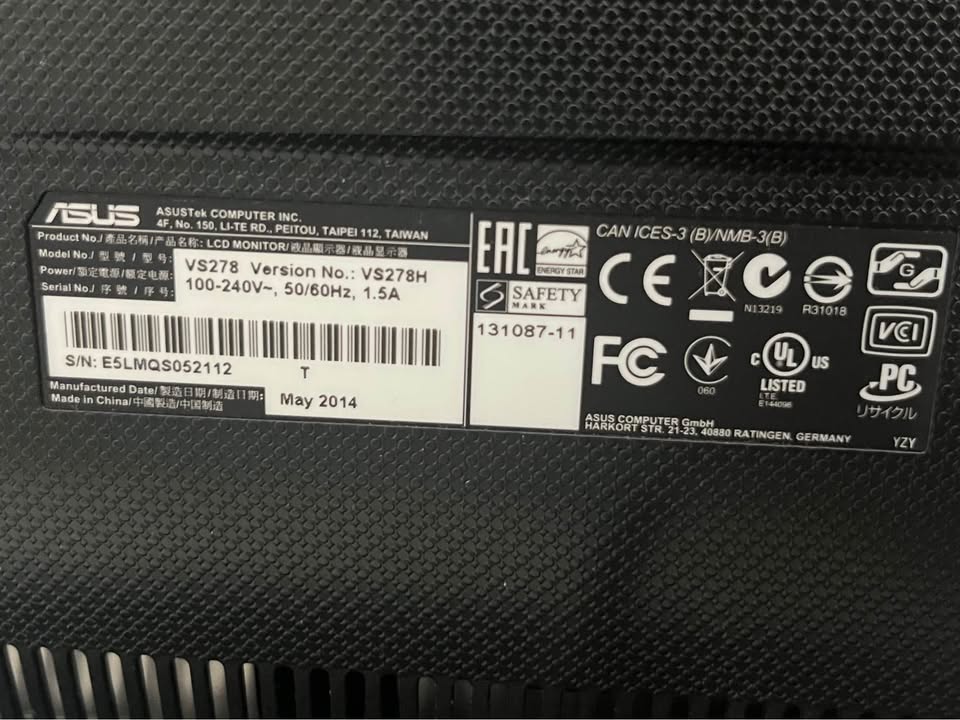 ASUS
ASUSTek COMPUTER INC.
4F, No. 150, LI-TE RD., PEITOU, TAIPEI 112, TAIWAN
Product No./產品名稱/产品名称: LCD MONITOR/液晶顯示器/液晶显示器
Model No./型號/型号: VS278 Version No.: VS278H
Power/額定電源/额定电源: 100-240V~, 50/60Hz, 1.5A
Serial No./序號/序号:
S/N: E5LMQS052112
T
Manufactured Date/製造日期/制造日期: May 2014
Made in China/中國製造/中国制造
EAC
energy
ENERGY STAR
S SAFETY
MARK
131087-11
CAN ICES-3 (B)/NMB-3(B)
CE
N13219
R31018
G
FC
060
c UL US
LISTED
I.T.E.
E144096
VCI
PC
リサイクル
ASUS COMPUTER GmbH
HARKORT STR. 21-23, 40880 RATINGEN, GERMANY
YZY